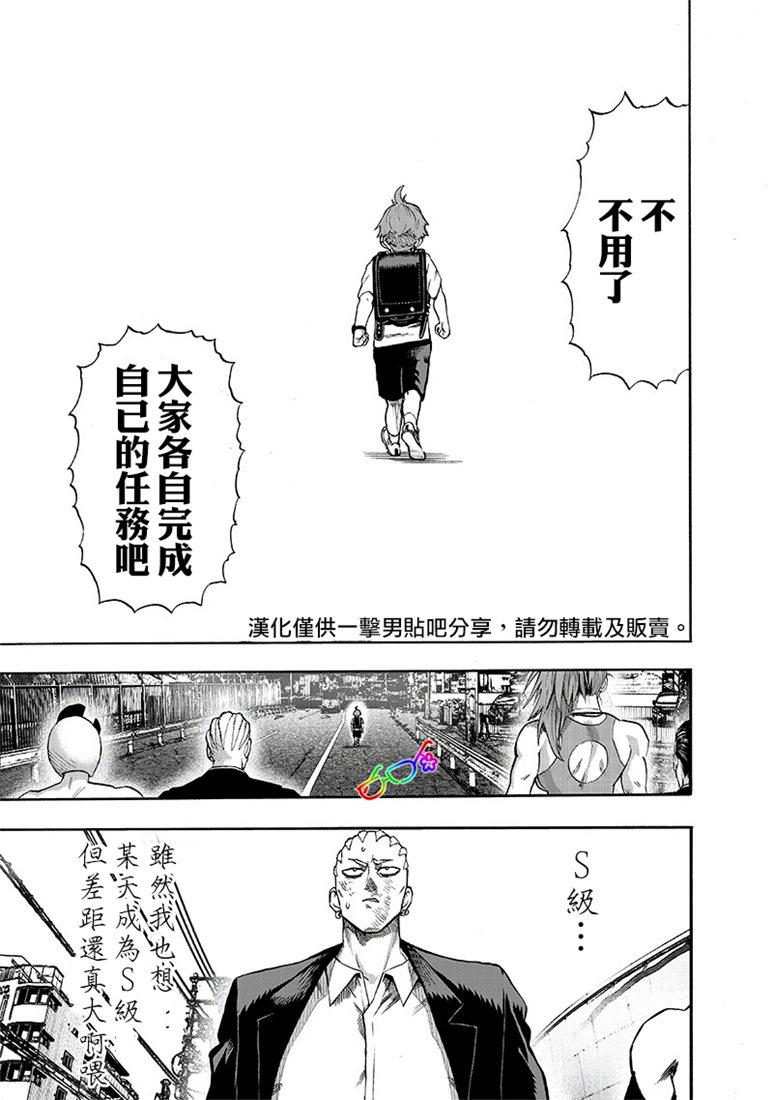 不
不用了
大家各自完成
自己的任務吧
漢化僅供一擊男貼吧分享，請勿轉載及販賣。
S級…
雖然我也想…
某天成為S級
但差距還真大啊喂